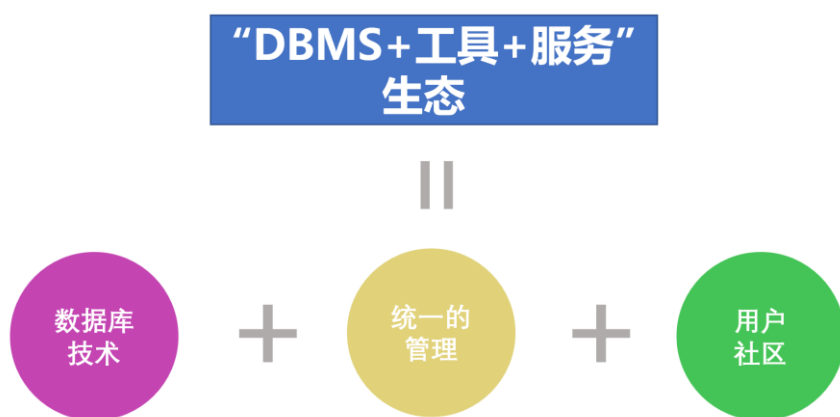 “DBMS+工具+服务”
生态
数据库
技术
+
统一的
管理
+
用户
社区